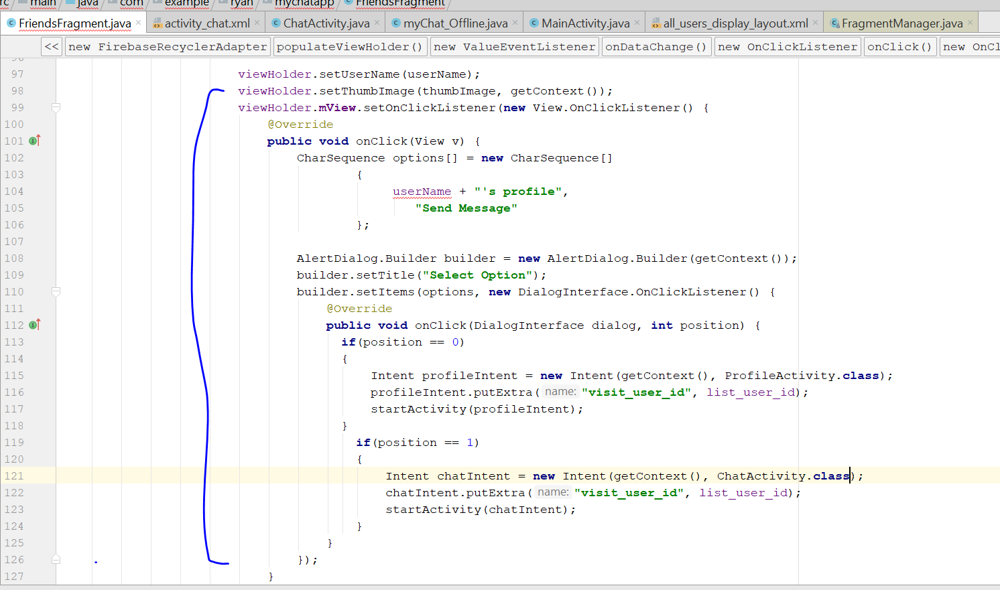 rc main java com example ryan mychatapp FriendsFragment
FriendsFragment.java × activity_chat.xml × ChatActivity.java × myChat_Offline.java × MainActivity.java × all_users_display_layout.xml × FragmentManager.java ×
<< new FirebaseRecyclerAdapter populateViewHolder() new ValueEventListener onDataChange() new OnClickListener onClick() new OnCl
96
97 viewHolder.setUserName(userName);
98 viewHolder.setThumbImage(thumbImage, getContext());
99 viewHolder.mView.setOnClickListener(new View.OnClickListener() {
100 @Override
101 public void onClick(View v) {
102 CharSequence options[] = new CharSequence[]
103 {
104 userName + "'s profile",
105 "Send Message"
106 };
107
108 AlertDialog.Builder builder = new AlertDialog.Builder(getContext());
109 builder.setTitle("Select Option");
110 builder.setItems(options, new DialogInterface.OnClickListener() {
111 @Override
112 public void onClick(DialogInterface dialog, int position) {
113 if(position == 0)
114 {
115 Intent profileIntent = new Intent(getContext(), ProfileActivity.class);
116 profileIntent.putExtra( name: "visit_user_id", list_user_id);
117 startActivity(profileIntent);
118 }
119 if(position == 1)
120 {
121 Intent chatIntent = new Intent(getContext(), ChatActivity.class);
122 chatIntent.putExtra( name: "visit_user_id", list_user_id);
123 startActivity(chatIntent);
124 }
125 }
126 });
127 }